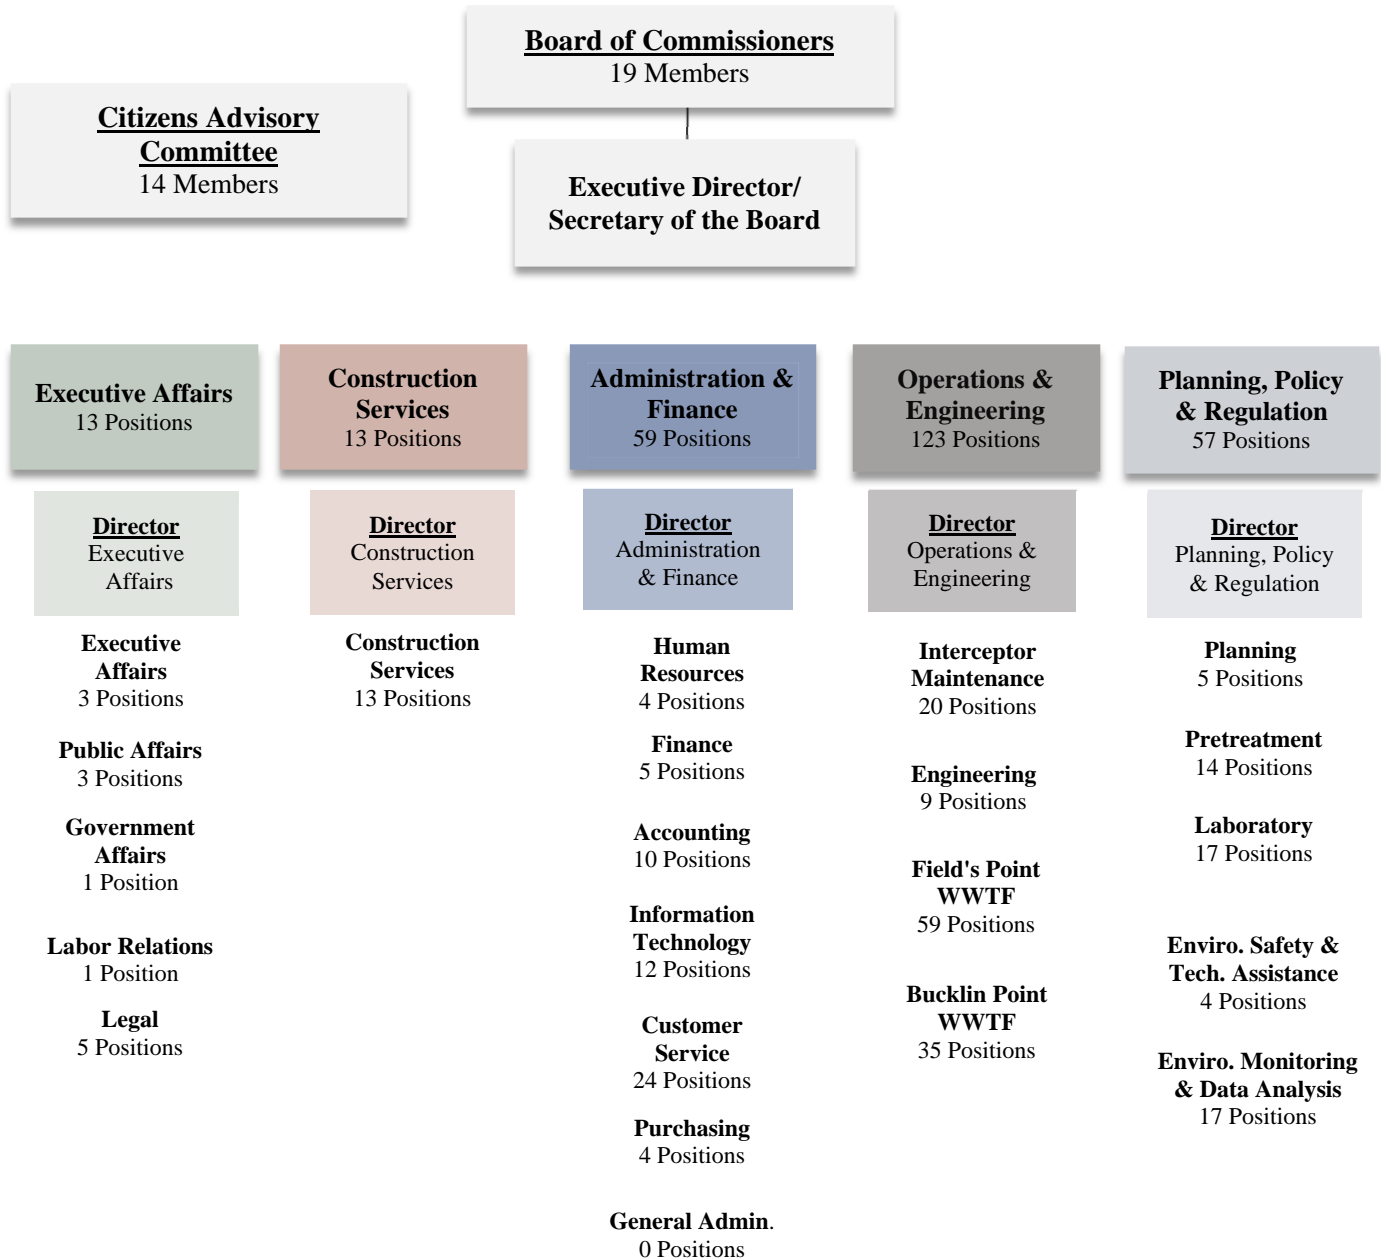 Board of Commissioners
19 Members
Citizens Advisory
Committee
14 Members
Executive Director/
Secretary of the Board
Executive Affairs
13 Positions
Construction
Services
13 Positions
Administration &
Finance
59 Positions
Operations &
Engineering
123 Positions
Planning, Policy
& Regulation
57 Positions
Director
Executive
Affairs
Director
Construction
Services
Director
Administration
& Finance
Director
Operations &
Engineering
Director
Planning, Policy
& Regulation
Executive
Affairs
3 Positions
Public Affairs
3 Positions
Government
Affairs
1 Position
Labor Relations
1 Position
Legal
5 Positions
Construction
Services
13 Positions
Human
Resources
4 Positions
Finance
5 Positions
Accounting
10 Positions
Information
Technology
12 Positions
Customer
Service
24 Positions
Purchasing
4 Positions
General Admin.
0 Positions
Interceptor
Maintenance
20 Positions
Engineering
9 Positions
Field's Point
WWTF
59 Positions
Bucklin Point
WWTF
35 Positions
Planning
5 Positions
Pretreatment
14 Positions
Laboratory
17 Positions
Enviro. Safety &
Tech. Assistance
4 Positions
Enviro. Monitoring
& Data Analysis
17 Positions